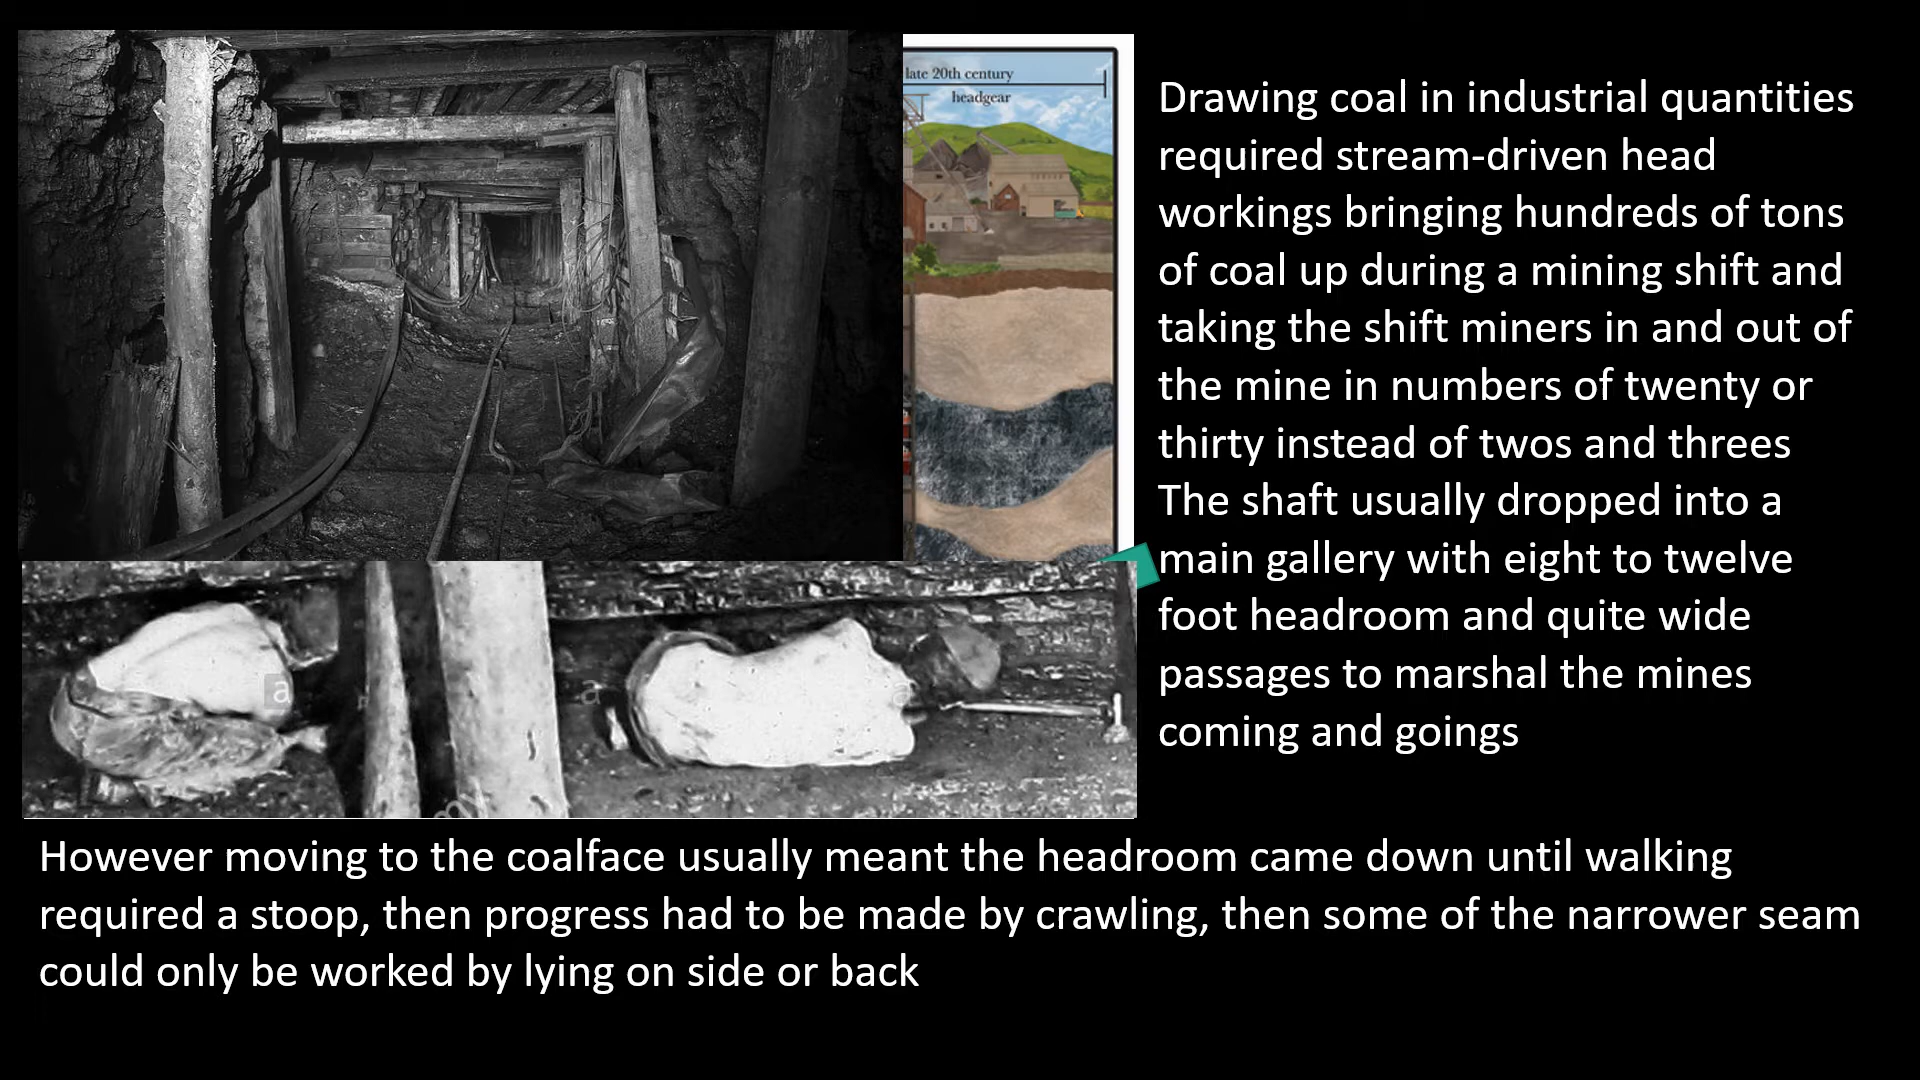 late 20th century
headgear
Drawing coal in industrial quantities
required stream-driven head
workings bringing hundreds of tons
of coal up during a mining shift and
taking the shift miners in and out of
the mine in numbers of twenty or
thirty instead of twos and threes
The shaft usually dropped into a
main gallery with eight to twelve
foot headroom and quite wide
passages to marshal the mines
coming and goings
a
a
a
However moving to the coalface usually meant the headroom came down until walking
required a stoop, then progress had to be made by crawling, then some of the narrower seam
could only be worked by lying on side or back